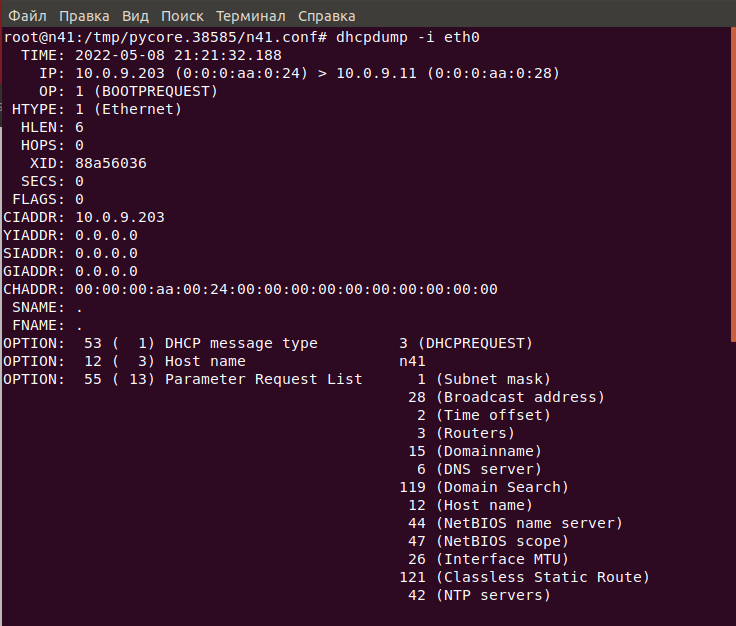 Файл Правка Вид Поиск Терминал Справка
root@n41:/tmp/pycore.38585/n41.conf# dhcpdump -i eth0
  TIME: 2022-05-08 21:21:32.188
    IP: 10.0.9.203 (0:0:0:aa:0:24) > 10.0.9.11 (0:0:0:aa:0:28)
    OP: 1 (BOOTPREQUEST)
 HTYPE: 1 (Ethernet)
  HLEN: 6
  HOPS: 0
   XID: 88a56036
  SECS: 0
 FLAGS: 0
CIADDR: 10.0.9.203
YIADDR: 0.0.0.0
SIADDR: 0.0.0.0
GIADDR: 0.0.0.0
CHADDR: 00:00:00:aa:00:24:00:00:00:00:00:00:00:00:00:00
 SNAME: .
 FNAME: .
OPTION:  53 (  1) DHCP message type         3 (DHCPREQUEST)
OPTION:  12 (  3) Host name                 n41
OPTION:  55 ( 13) Parameter Request List      1 (Subnet mask)
                                             28 (Broadcast address)
                                              2 (Time offset)
                                              3 (Routers)
                                             15 (Domainname)
                                              6 (DNS server)
                                            119 (Domain Search)
                                             12 (Host name)
                                             44 (NetBIOS name server)
                                             47 (NetBIOS scope)
                                             26 (Interface MTU)
                                            121 (Classless Static Route)
                                             42 (NTP servers)